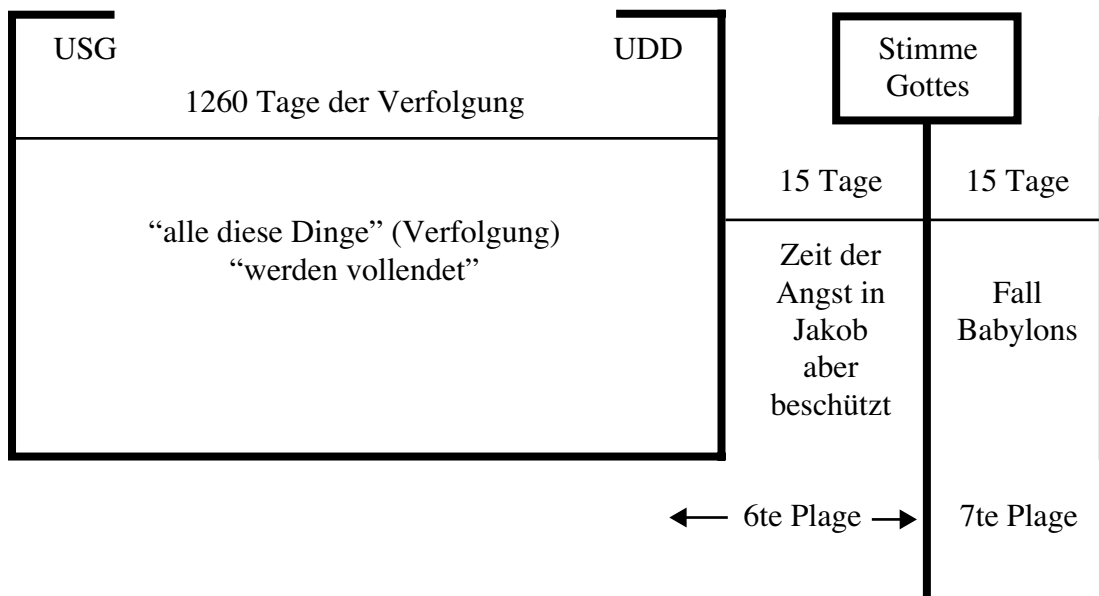 USG
UDD
Stimme
Gottes
1260 Tage der Verfolgung
15 Tage
15 Tage
“alle diese Dinge” (Verfolgung)
“werden vollendet”
Zeit der
Angst in
Jakob
aber
beschützt
Fall
Babylons
6te Plage
7te Plage